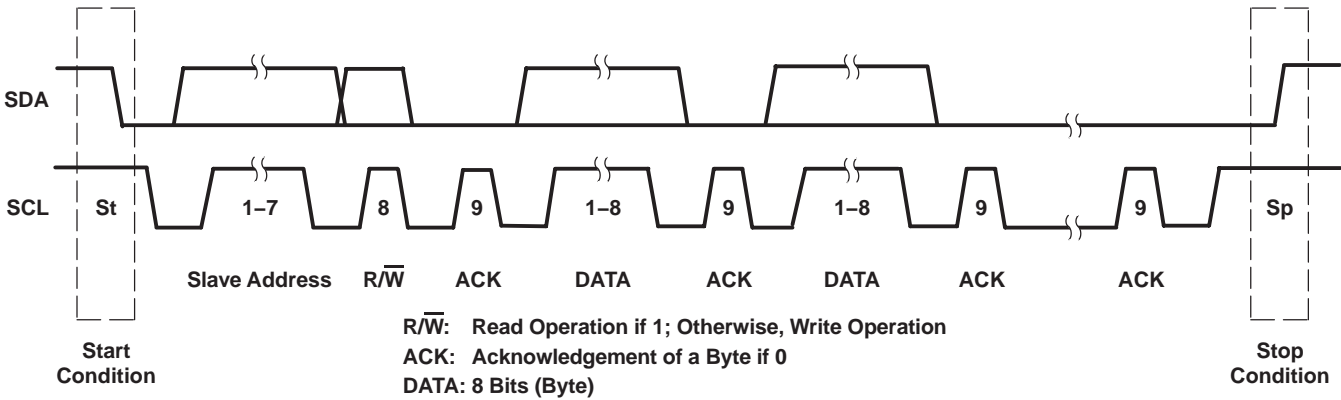 SDA
SCL St 1–7 8 9 1–8 9 1–8 9 9 Sp
Slave Address R/W̅ ACK DATA ACK DATA ACK ACK
R/W̅: Read Operation if 1; Otherwise, Write Operation
ACK: Acknowledgement of a Byte if 0
DATA: 8 Bits (Byte)
Start
Condition
Stop
Condition